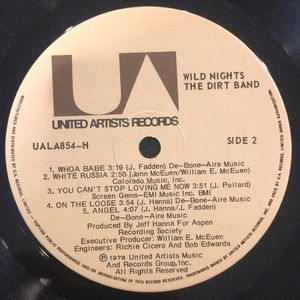 UA
UNITED ARTISTS RECORDS
WILD NIGHTS
THE DIRT BAND
UALA854-H
SIDE 2
1. WHOA BABE 3:19 (J. Fadden) De-Bone-Aire Music
2. WHITE RUSSIA 2:50 (John McEuen/William E. McEuen)
Colorado Music, Inc.
3. YOU CAN'T STOP LOVING ME NOW 3:51 (J. Pollard)
Screen Gems-EMI Music Inc. BMI
4. ON THE LOOSE 3:54 (J. Hanna) De-Bone-Aire Music
5. ANGEL 4:07 (J. Hanna/J. Fadden)
De-Bone-Aire Music
Produced by Jeff Hanna For Aspen
Recording Society
Executive Producer: William E. McEuen
Engineers: Richie Cicero and Bob Edwards
Ⓟ 1978 United Artists Music
And Records Group, Inc.
All Rights Reserved.